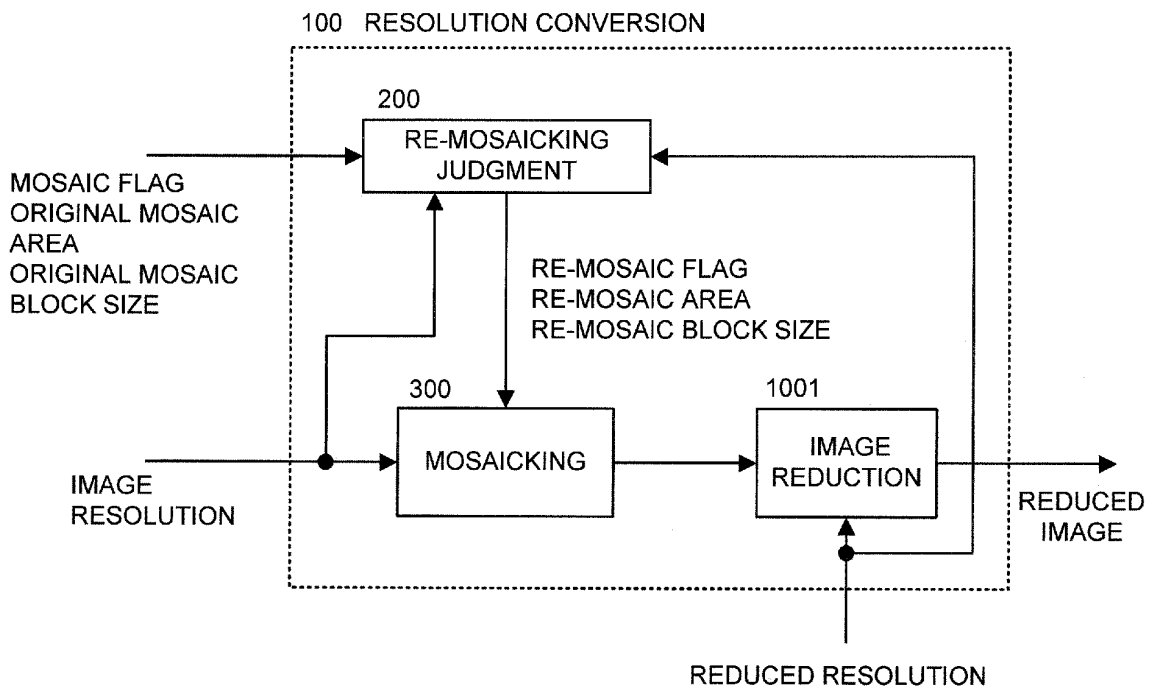 100 RESOLUTION CONVERSION
200
RE-MOSAICKING
JUDGMENT
MOSAIC FLAG
ORIGINAL MOSAIC
AREA
ORIGINAL MOSAIC
BLOCK SIZE
RE-MOSAIC FLAG
RE-MOSAIC AREA
RE-MOSAIC BLOCK SIZE
300
MOSAICKING
1001
IMAGE
REDUCTION
IMAGE
RESOLUTION
REDUCED
IMAGE
REDUCED RESOLUTION